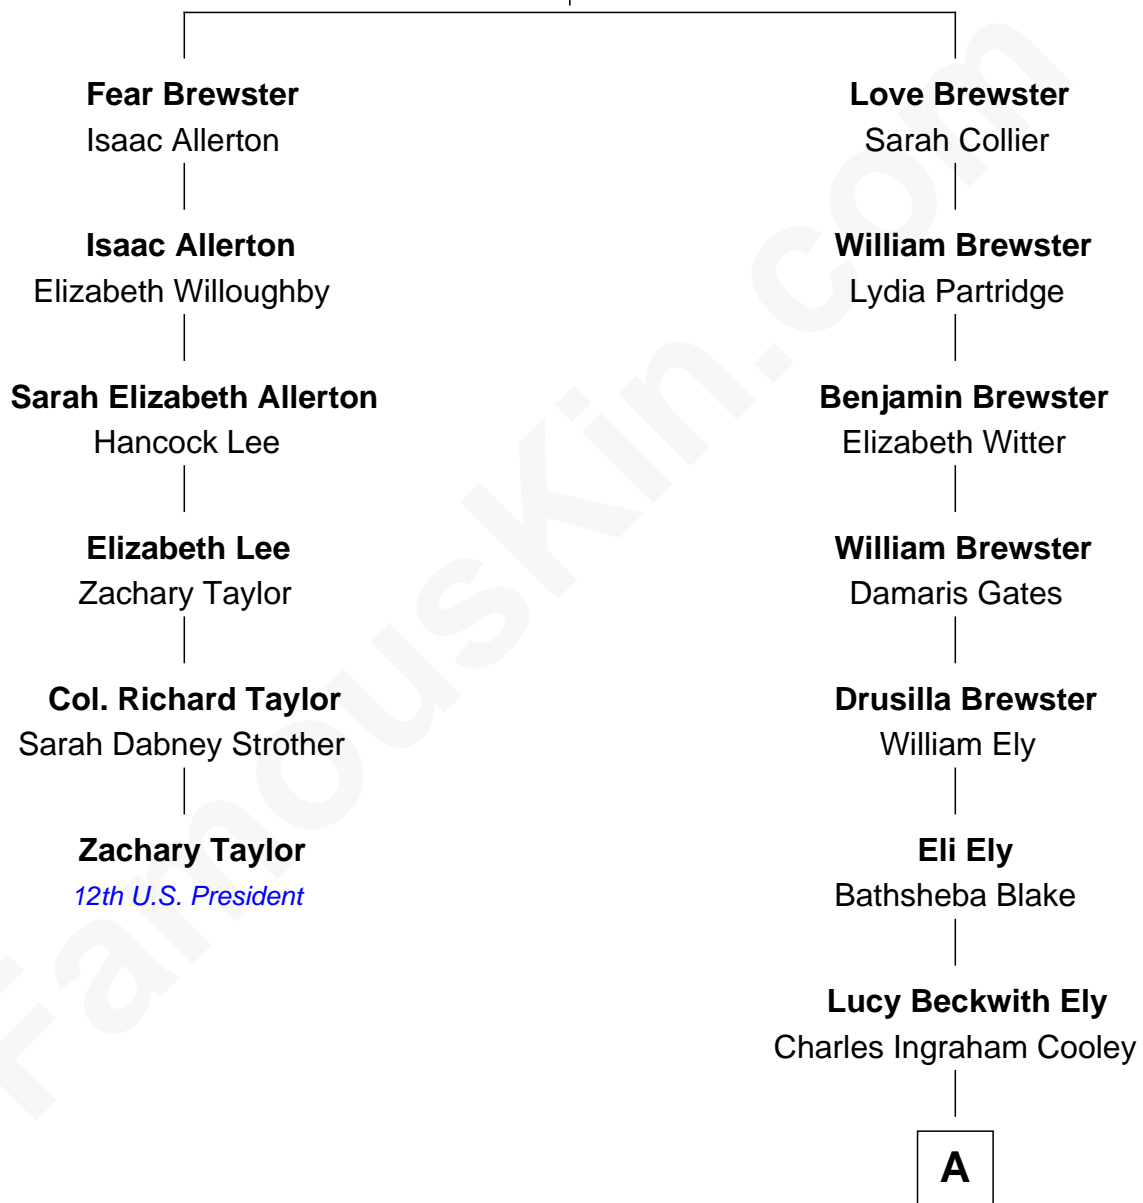 Fear Brewster
Isaac Allerton
Isaac Allerton
Elizabeth Willoughby
Sarah Elizabeth Allerton
Hancock Lee
Elizabeth Lee
Zachary Taylor
Col. Richard Taylor
Sarah Dabney Strother
Zachary Taylor
12th U.S. President
Love Brewster
Sarah Collier
William Brewster
Lydia Partridge
Benjamin Brewster
Elizabeth Witter
William Brewster
Damaris Gates
Drusilla Brewster
William Ely
Eli Ely
Bathsheba Blake
Lucy Beckwith Ely
Charles Ingraham Cooley
A
FamousKin.com